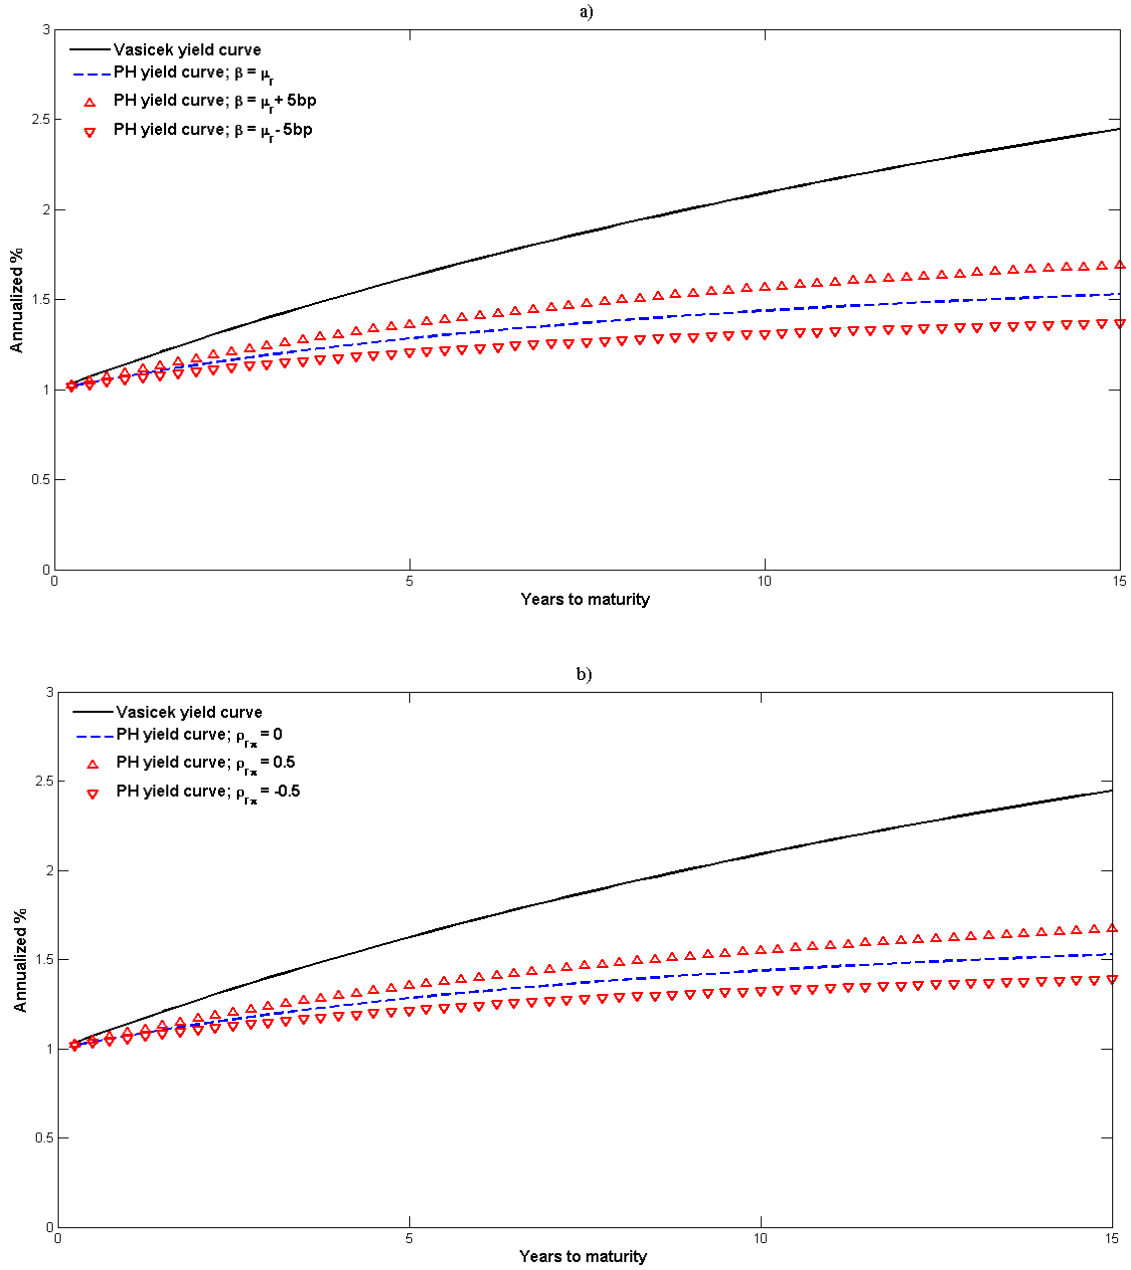 a)
3
Vasicek yield curve
PH yield curve; β = μr
PH yield curve; β = μr + 5bp
PH yield curve; β = μr - 5bp
2.5
2
1.5
1
0.5
0
Annualized %
0 5 10 15
Years to maturity
b)
3
Vasicek yield curve
PH yield curve; ρrx = 0
PH yield curve; ρrx = 0.5
PH yield curve; ρrx = -0.5
2.5
2
1.5
1
0.5
0
Annualized %
0 5 10 15
Years to maturity